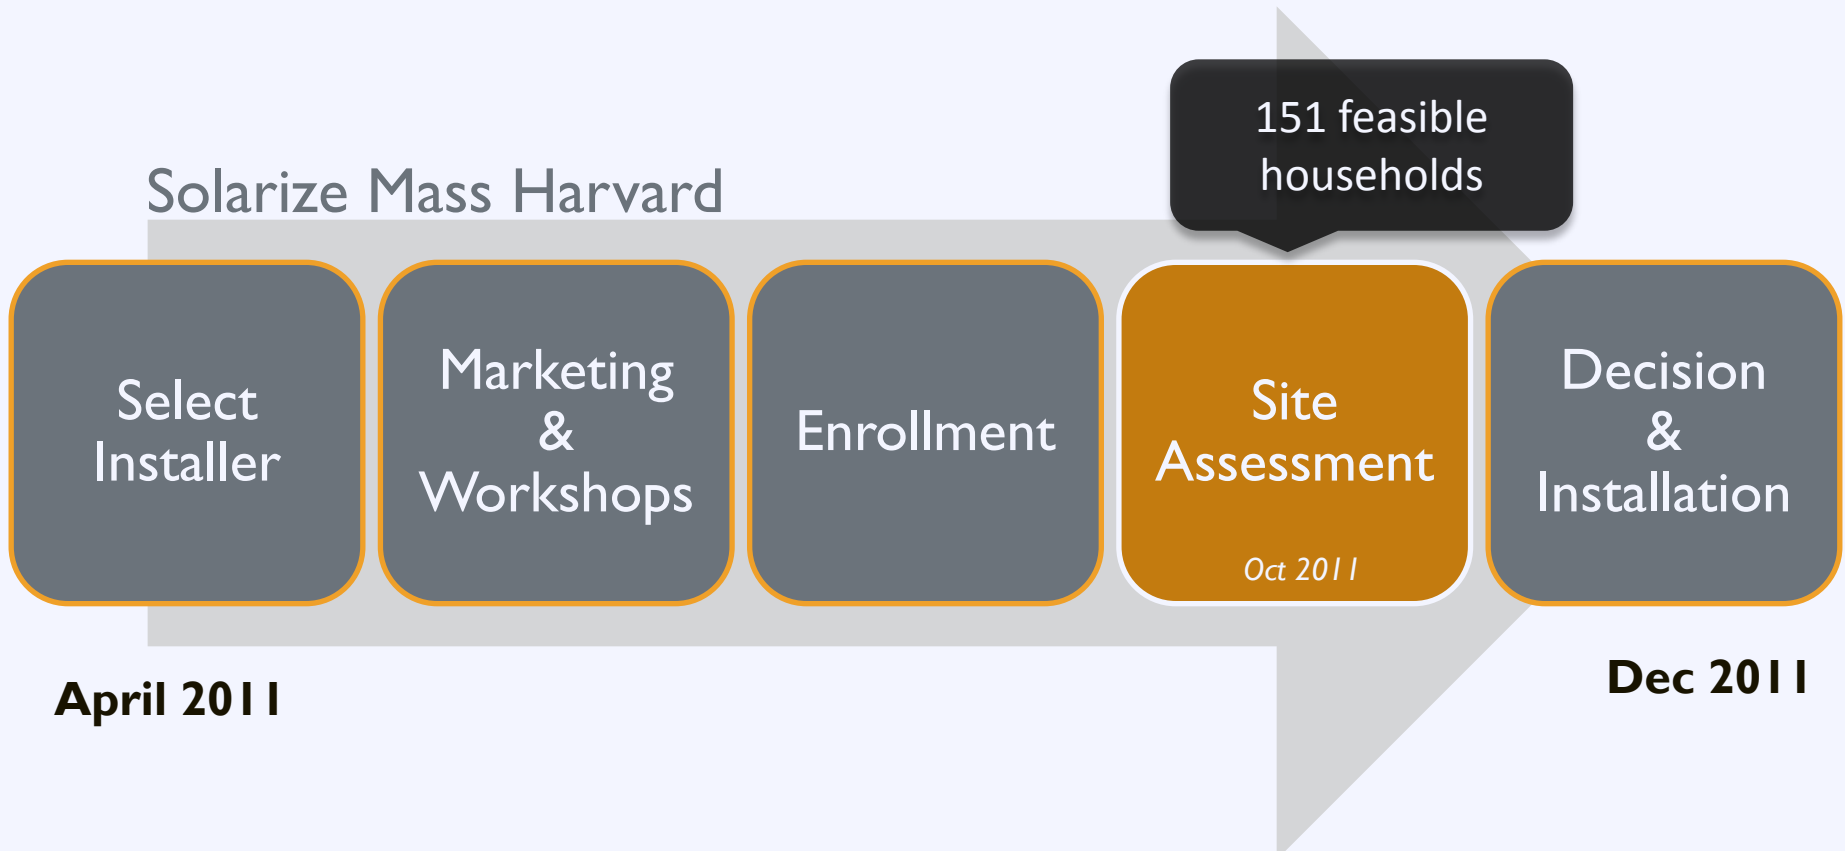 151 feasible
households
Solarize Mass Harvard
Select
Installer
Marketing
&
Workshops
Enrollment
Site
Assessment
Oct 2011
Decision
&
Installation
April 2011
Dec 2011